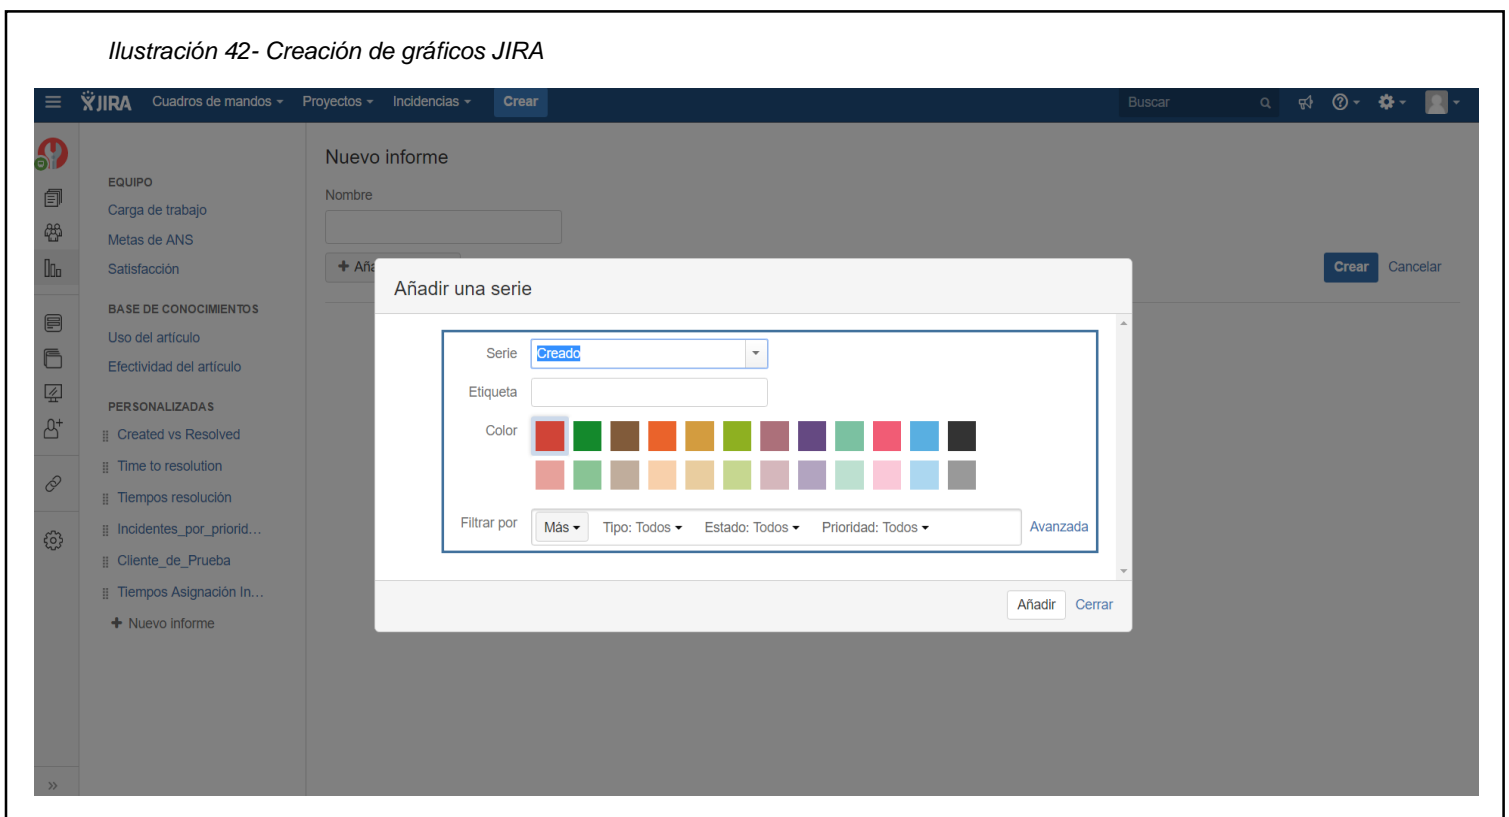 Ilustración 42- Creación de gráficos JIRA
JIRA Cuadros de mandos Proyectos Incidencias Crear Buscar
Nuevo informe
Nombre
EQUIPO
Carga de trabajo
Metas de ANS
Satisfacción
BASE DE CONOCIMIENTOS
Uso del artículo
Efectividad del artículo
PERSONALIZADAS
Created vs Resolved
Time to resolution
Tiempos resolución
Incidentes_por_priorid...
Cliente_de_Prueba
Tiempos Asignación In...
+ Nuevo informe
Crear Cancelar
Añadir una serie
Serie Creado
Etiqueta
Color
Filtrar por Más Tipo: Todos Estado: Todos Prioridad: Todos Avanzada
Añadir Cerrar